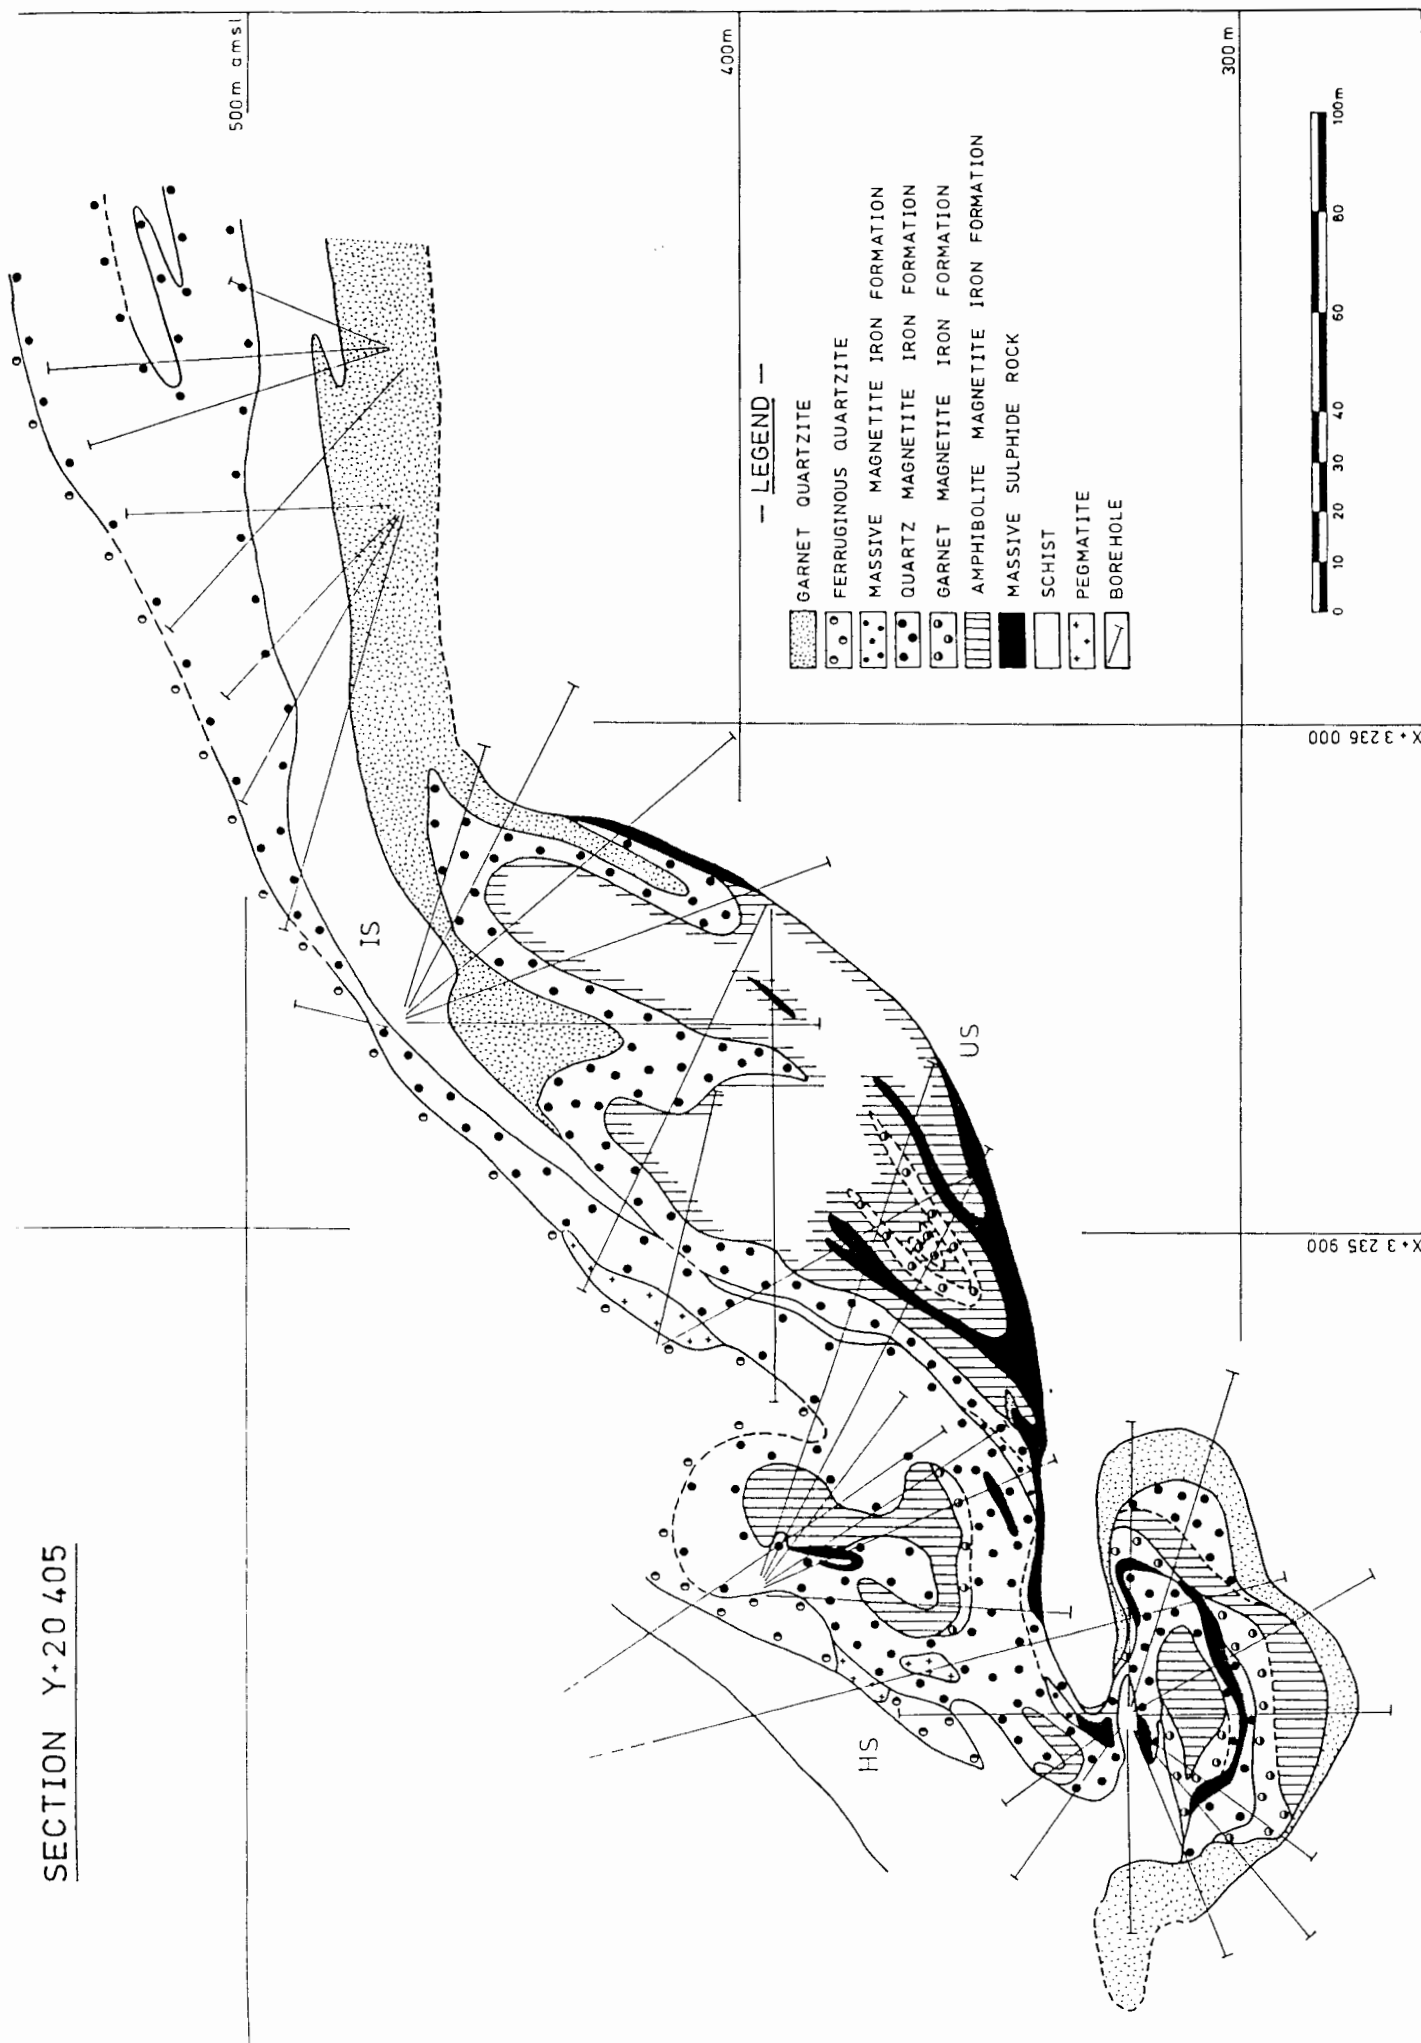 SECTION Y+20 405
500m amsl
400m
300m
IS
US
HS
— LEGEND —
GARNET QUARTZITE
FERRUGINOUS QUARTZITE
MASSIVE MAGNETITE IRON FORMATION
QUARTZ MAGNETITE IRON FORMATION
GARNET MAGNETITE IRON FORMATION
AMPHIBOLITE MAGNETITE IRON FORMATION
MASSIVE SULPHIDE ROCK
SCHIST
PEGMATITE
BOREHOLE
0 10 20 30 40 60 80 100m
X+3 235 900
X+3 236 000